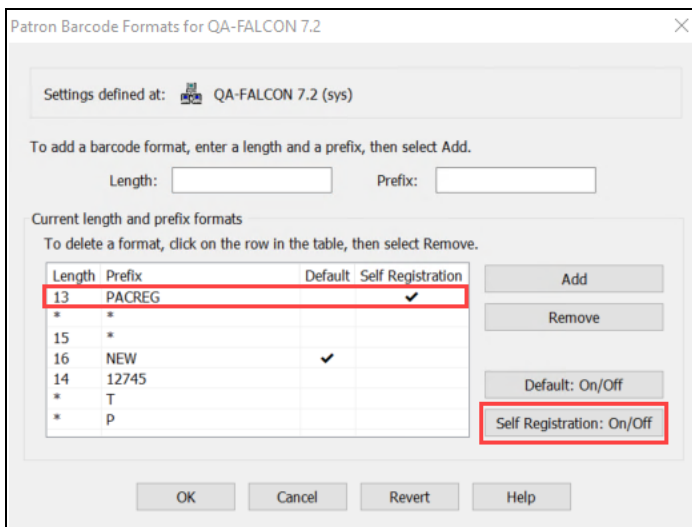 Patron Barcode Formats for QA-FALCON 7.2
Settings defined at: QA-FALCON 7.2 (sys)
To add a barcode format, enter a length and a prefix, then select Add.
Length: Prefix:
Current length and prefix formats
To delete a format, click on the row in the table, then select Remove.
Length Prefix Default Self Registration
13 PACREG ✔
* *
15 *
16 NEW ✔
14 12745
* T
* P
Add
Remove
Default: On/Off
Self Registration: On/Off
OK Cancel Revert Help